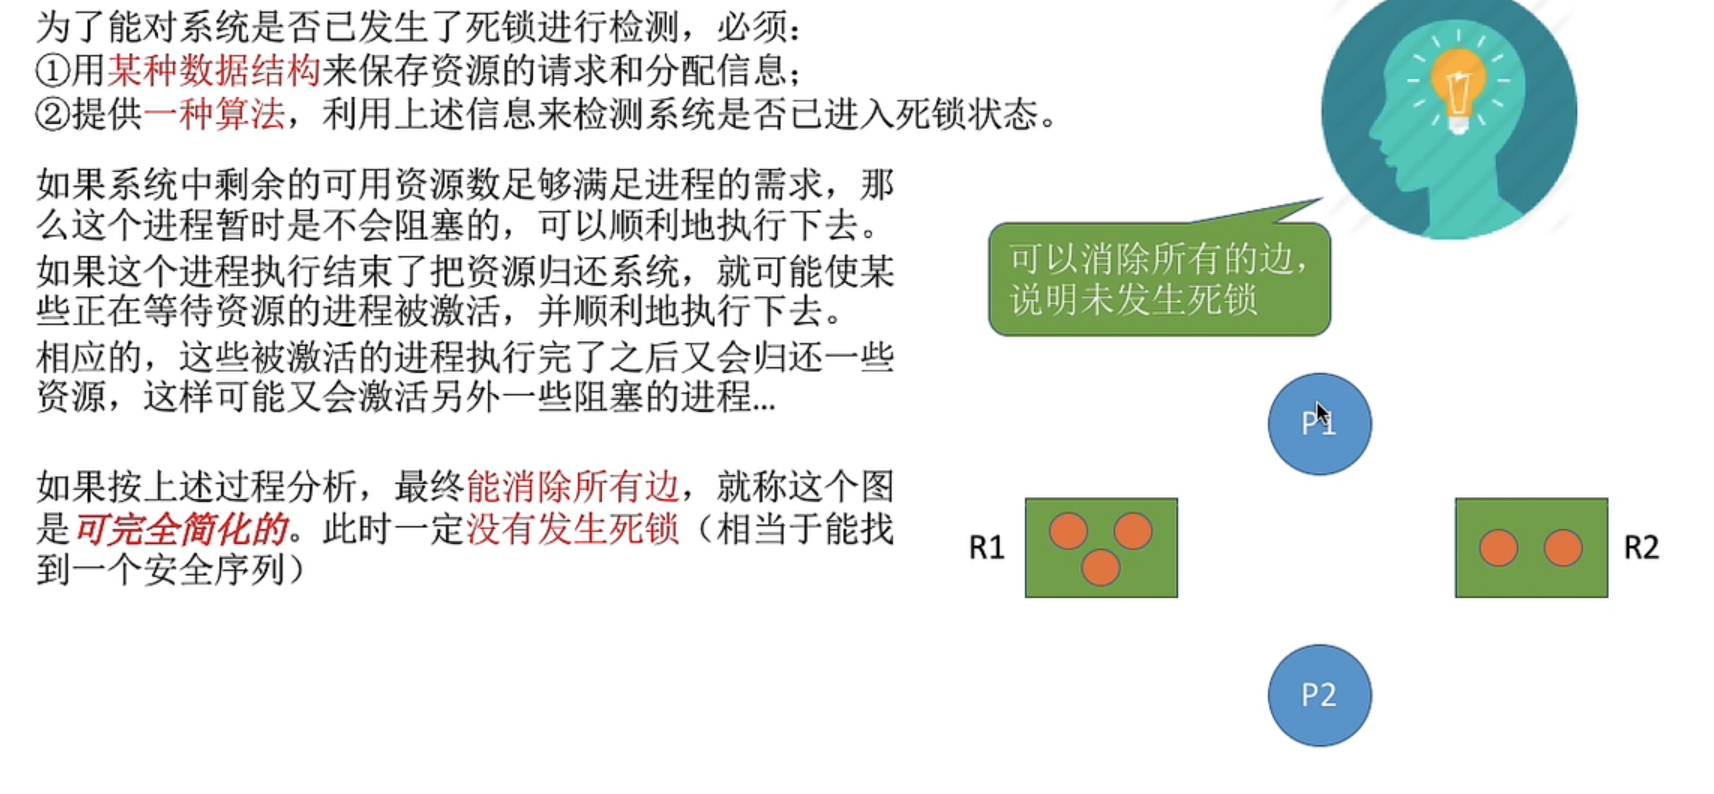 为了能对系统是否已发生了死锁进行检测，必须：
①用某种数据结构来保存资源的请求和分配信息；
②提供一种算法，利用上述信息来检测系统是否已进入死锁状态。
如果系统中剩余的可用资源数足够满足进程的需求，那
么这个进程暂时是不会阻塞的，可以顺利地执行下去。
如果这个进程执行结束了把资源归还系统，就可能使某
些正在等待资源的进程被激活，并顺利地执行下去。
相应的，这些被激活的进程执行完了之后又会归还一些
资源，这样可能又会激活另外一些阻塞的进程...
如果按上述过程分析，最终能消除所有边，就称这个图
是可完全简化的。此时一定没有发生死锁（相当于能找
到一个安全序列）
可以消除所有的边，
说明未发生死锁
P1
R1
R2
P2